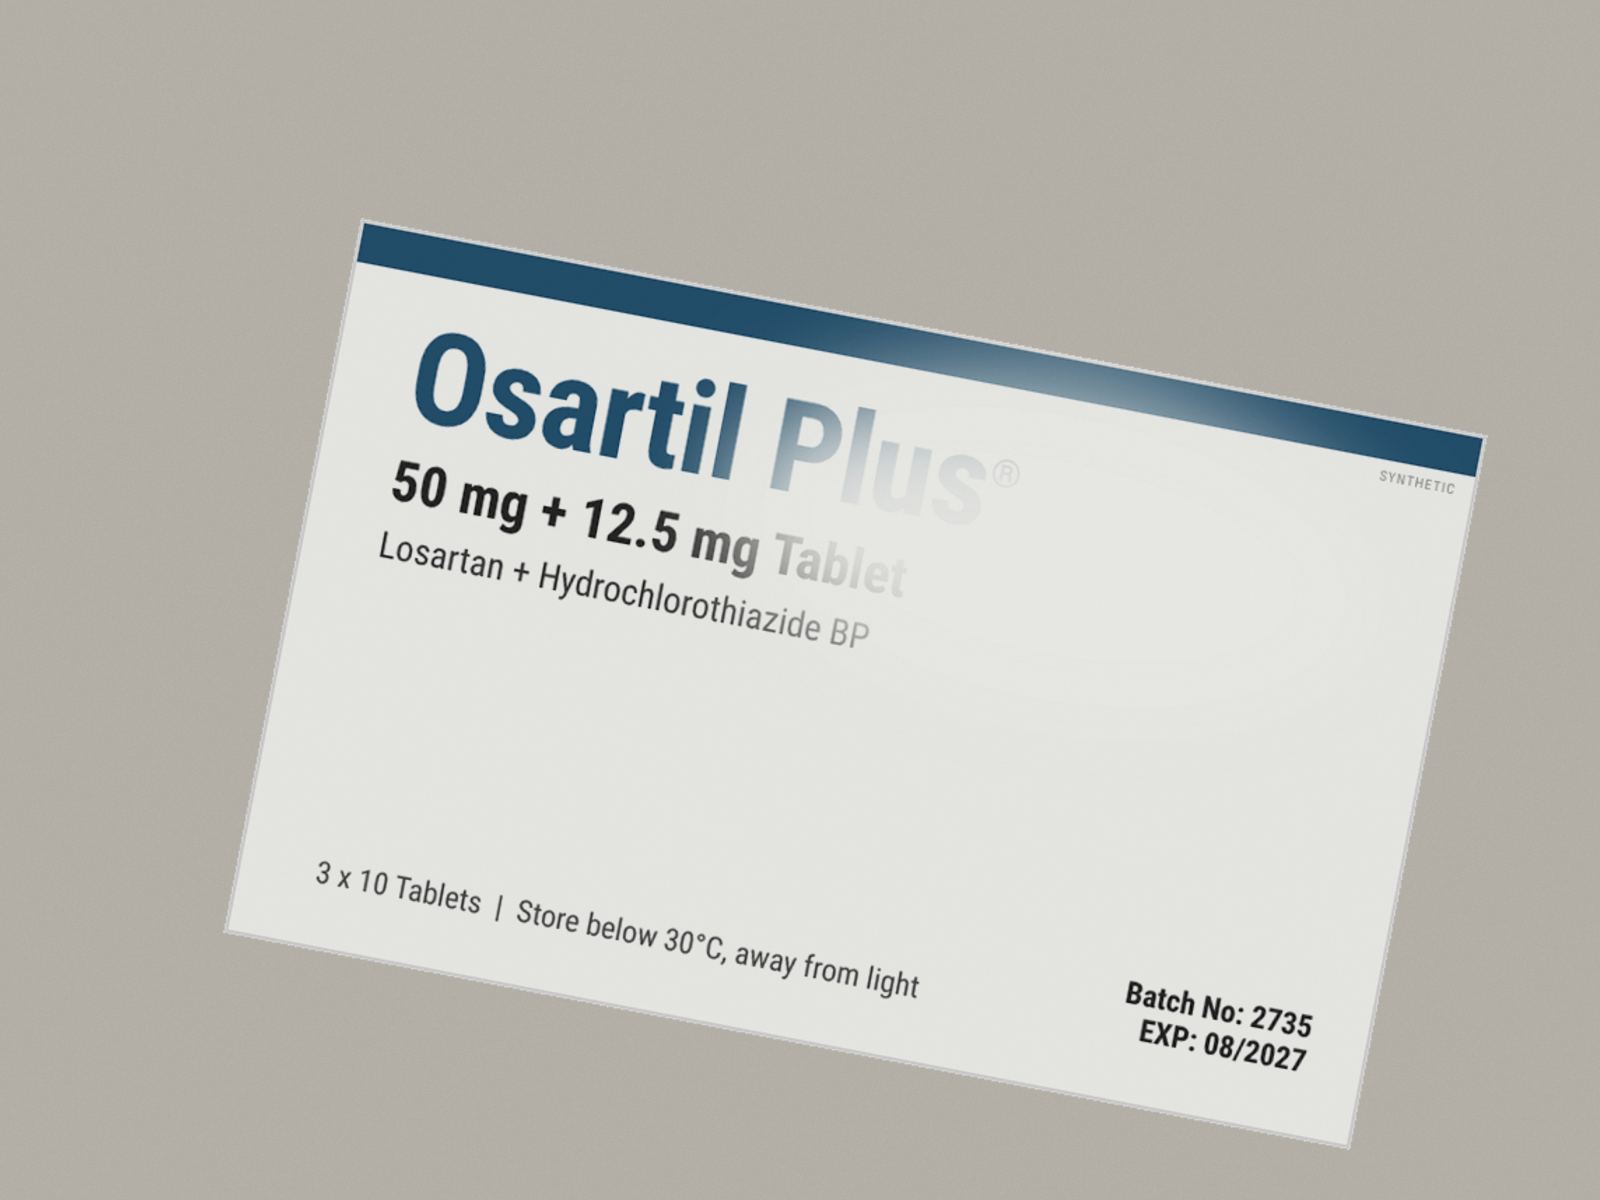 SYNTHETIC
Osartil Plus®
50 mg + 12.5 mg Tablet
Losartan + Hydrochlorothiazide BP
3 x 10 Tablets | Store below 30°C, away from light
Batch No: 2735
EXP: 08/2027